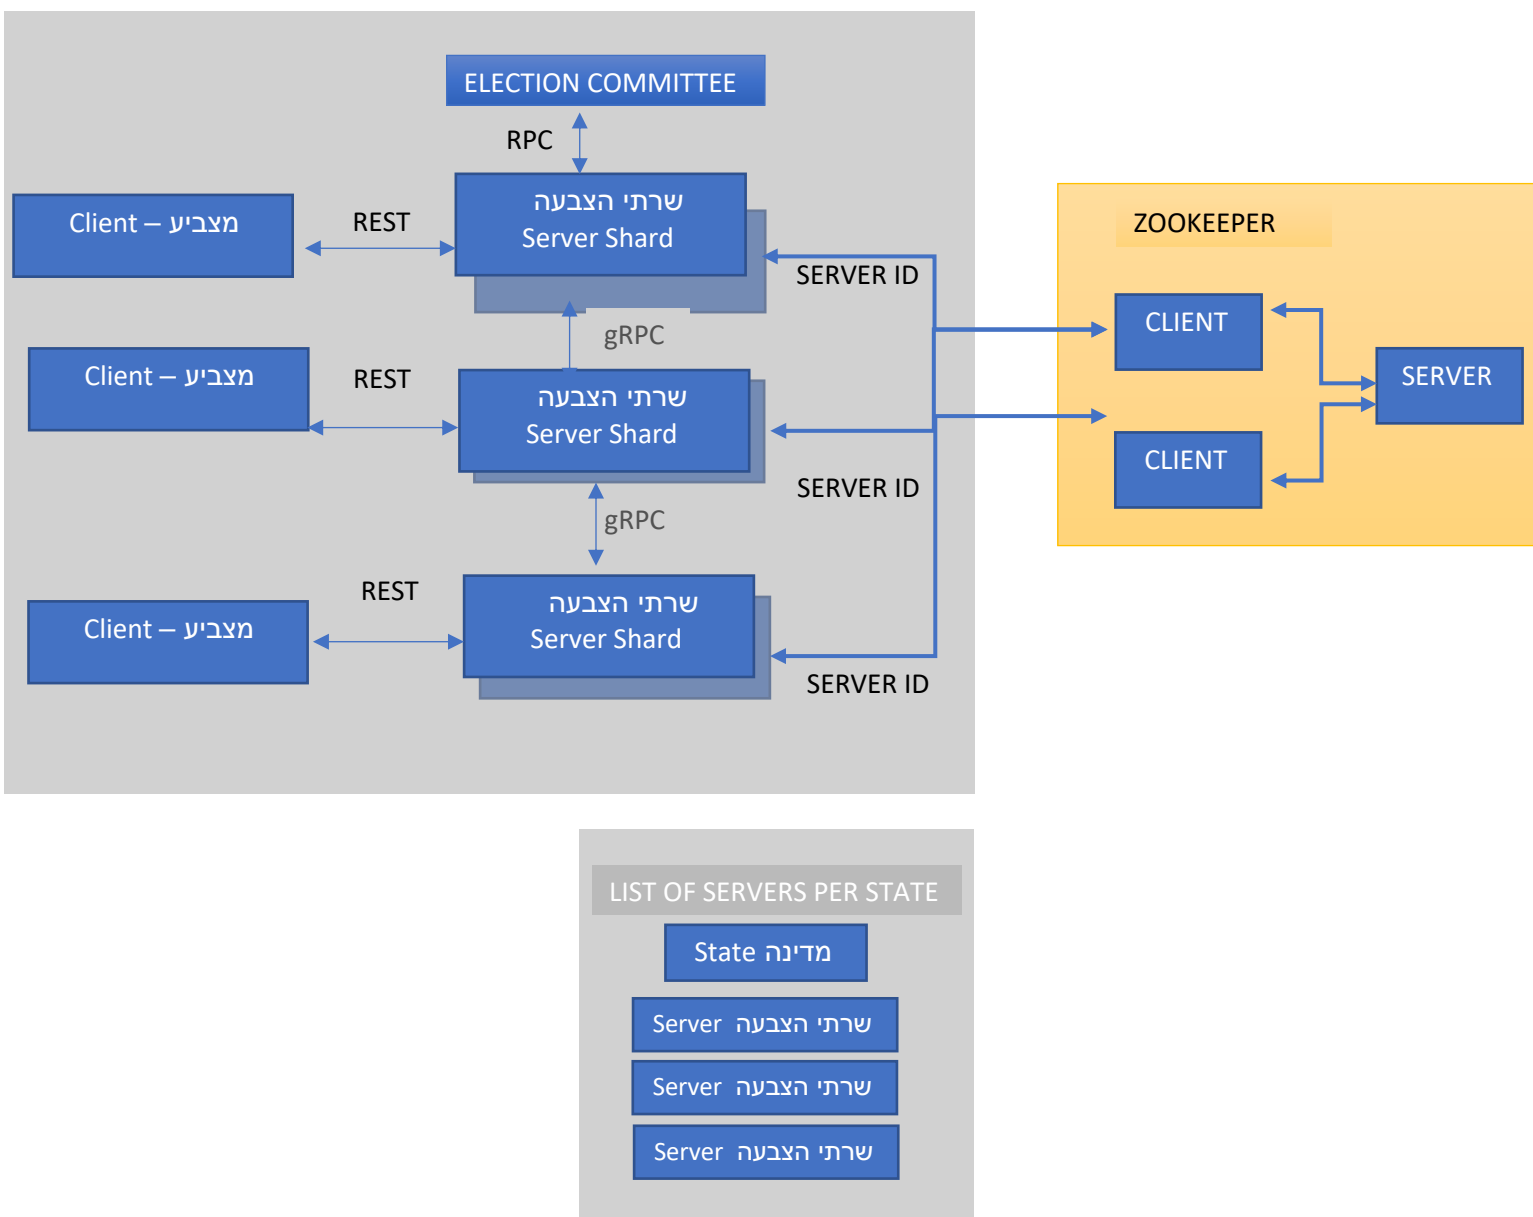 ELECTION COMMITTEE
RPC
שרתי הצבעה
Server Shard
Client – מצביע
REST
SERVER ID
gRPC
Client – מצביע
REST
שרתי הצבעה
Server Shard
SERVER ID
gRPC
Client – מצביע
REST
שרתי הצבעה
Server Shard
SERVER ID
ZOOKEEPER
CLIENT
SERVER
CLIENT
LIST OF SERVERS PER STATE
State מדינה
Server שרתי הצבעה
Server שרתי הצבעה
Server שרתי הצבעה